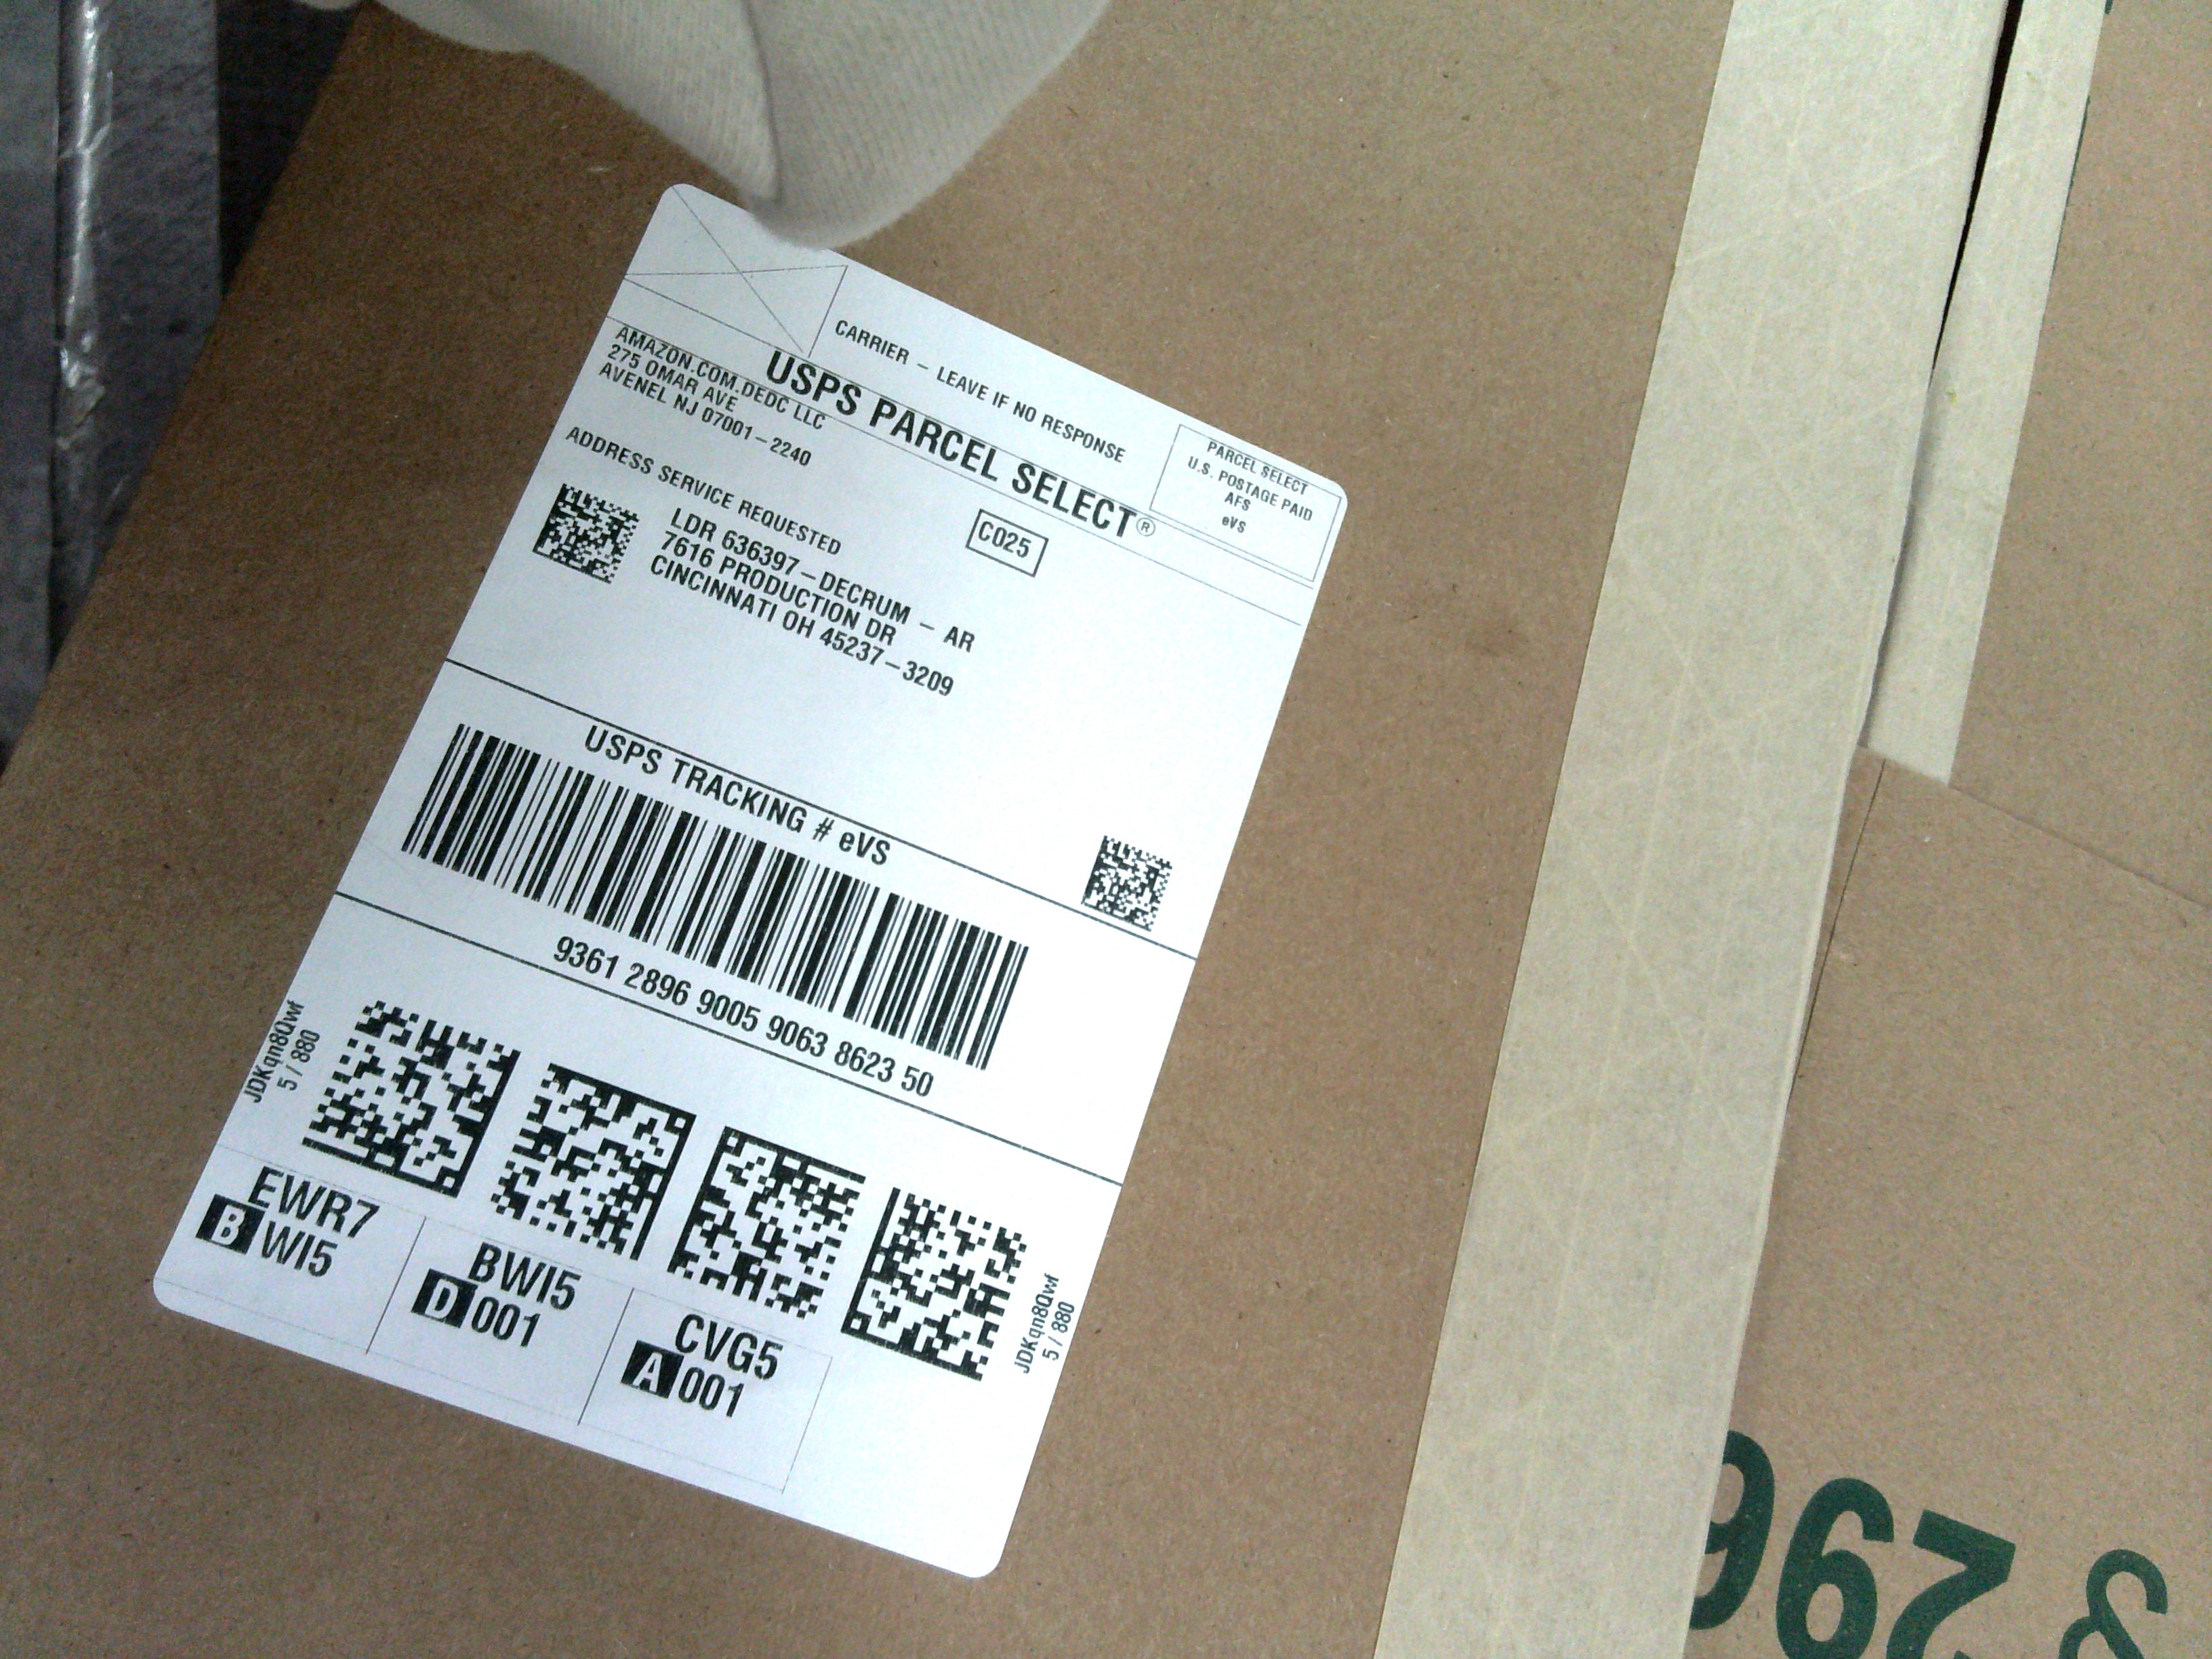 CARRIER – LEAVE IF NO RESPONSE
PARCEL SELECT
U.S. POSTAGE PAID
AFS
eVS
USPS PARCEL SELECT®
AMAZON.COM.DEDC LLC
275 OMAR AVE
AVENEL NJ 07001–2240
ADDRESS SERVICE REQUESTED
C025
LDR 636397–DECRUM – AR
7616 PRODUCTION DR
CINCINNATI OH 45237–3209
USPS TRACKING # eVS
9361 2896 9005 9063 8623 50
JDKqn8Qwf
5 / 880
EWR7
B WI5
BWI5
D 001
CVG5
A 001
JDKqn8Qwf
5 / 880